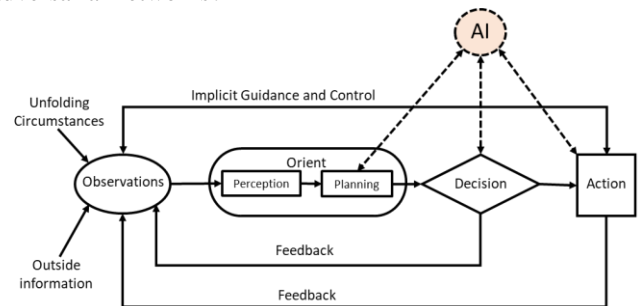 AI
Implicit Guidance and Control
Unfolding
Circumstances
Orient
Observations
Perception
Planning
Decision
Action
Feedback
Outside
information
Feedback